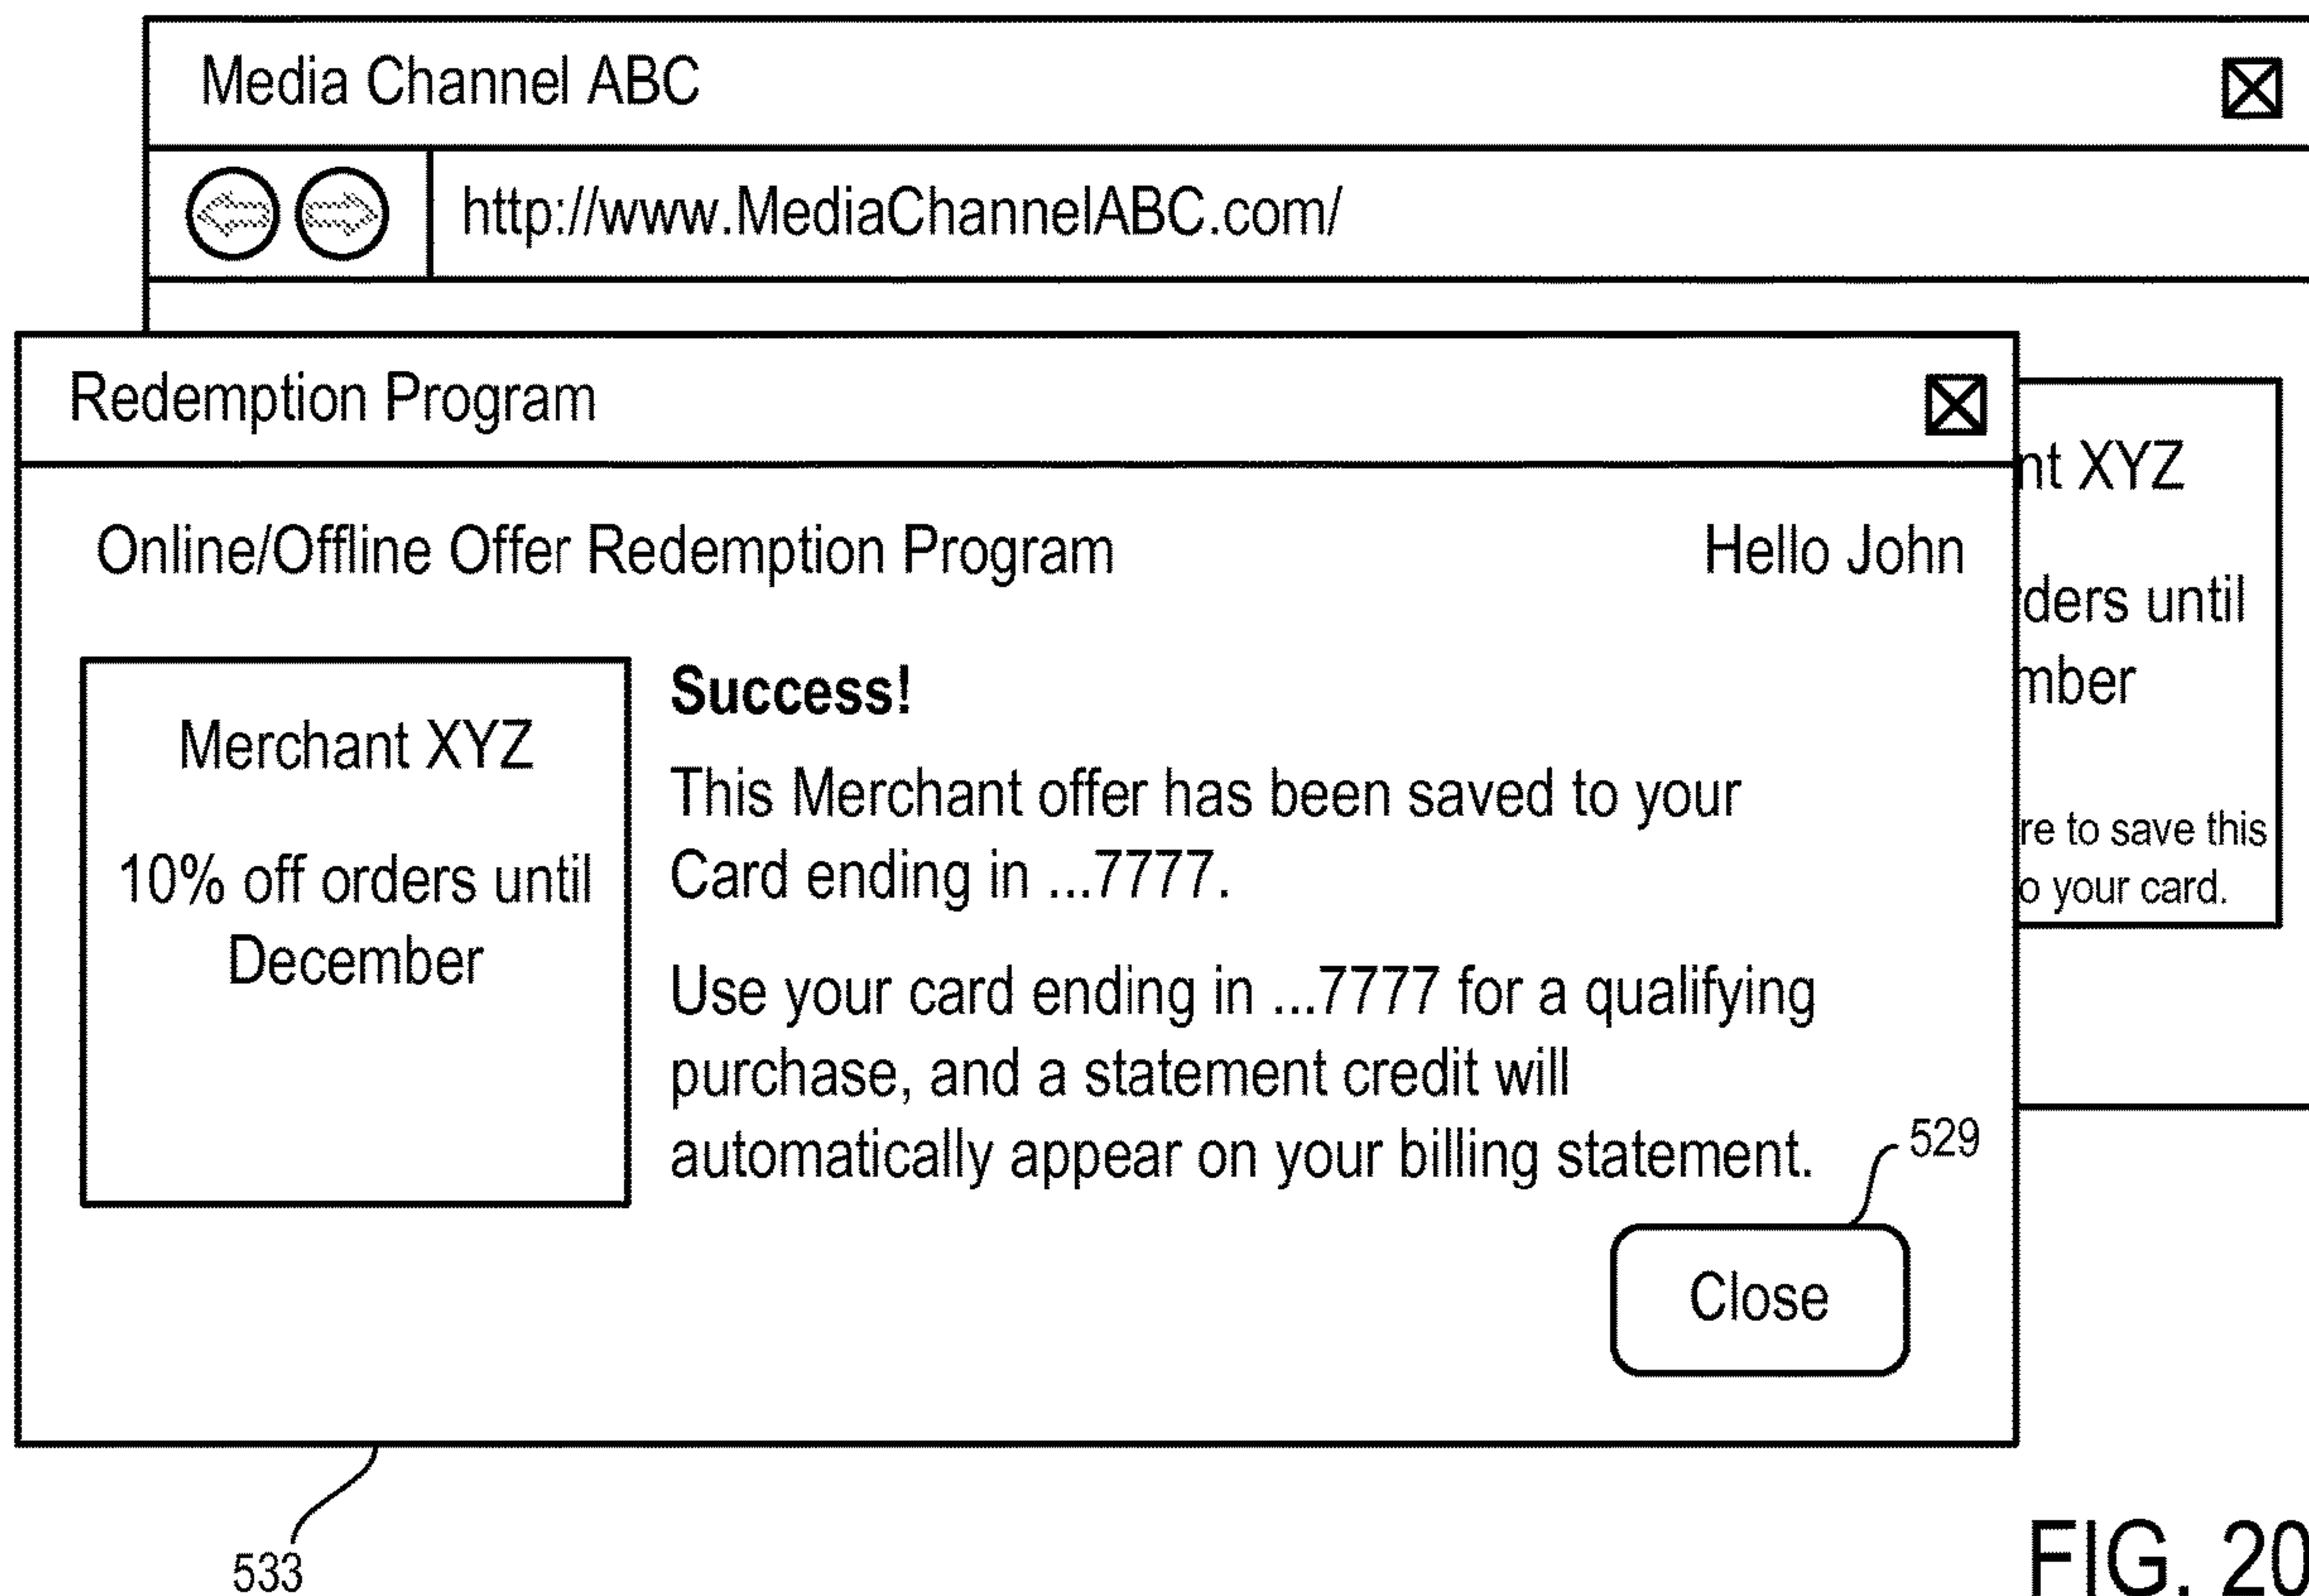 Media Channel ABC
http://www.MediaChannelABC.com/
Redemption Program
Online/Offline Offer Redemption Program
Hello John
Merchant XYZ
10% off orders until
December
Success!
This Merchant offer has been saved to your
Card ending in ...7777.
Use your card ending in ...7777 for a qualifying
purchase, and a statement credit will
automatically appear on your billing statement.
529
Close
nt XYZ
ders until
mber
re to save this
o your card.
533
FIG. 20